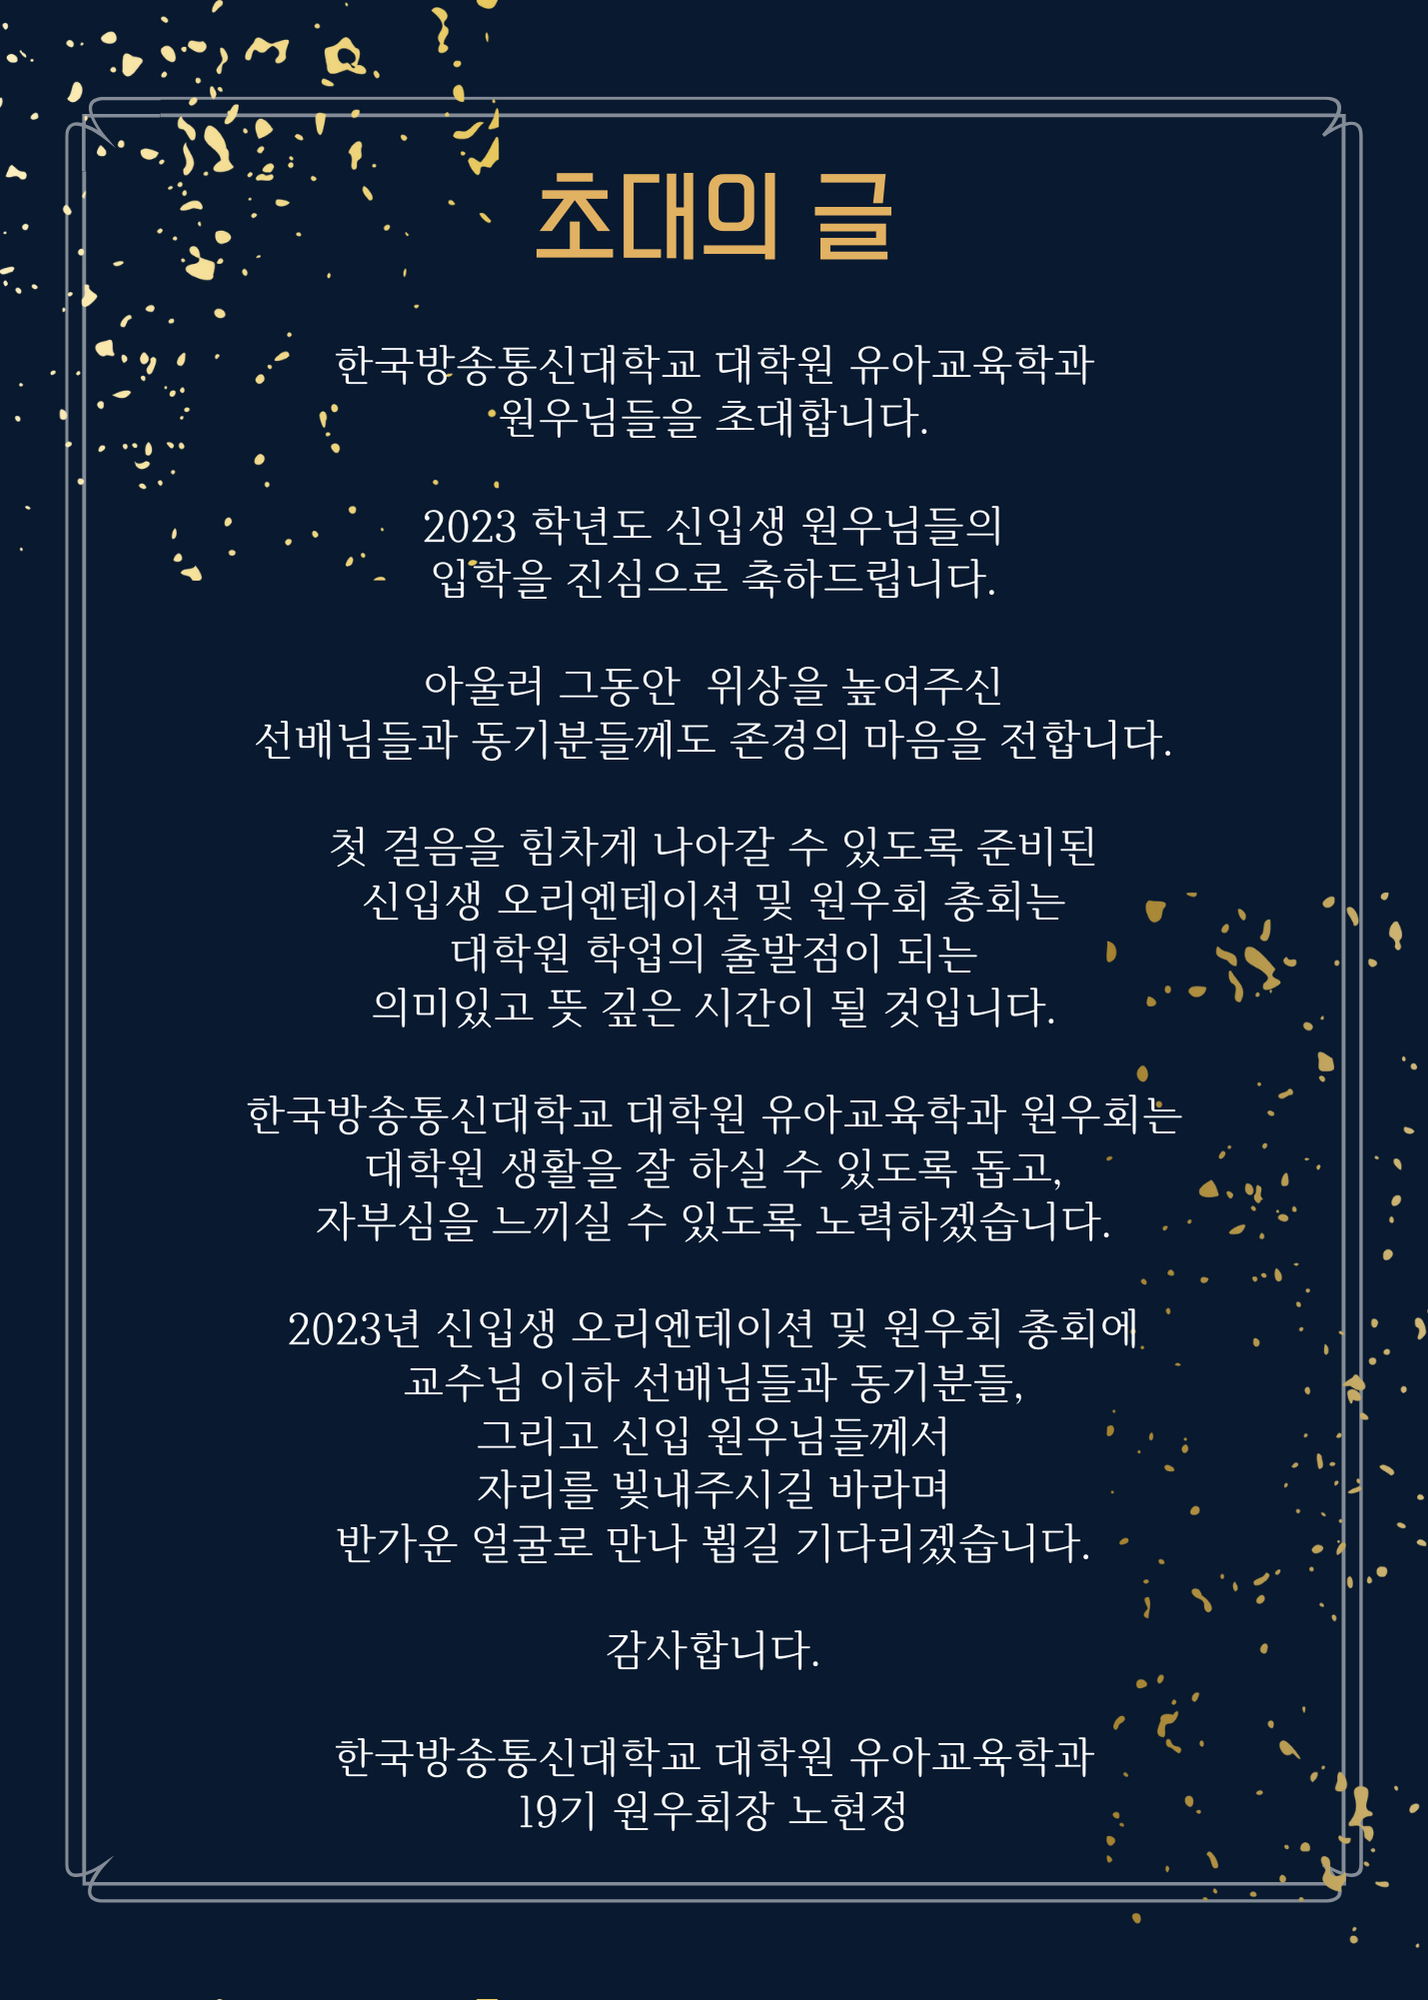 초대의 글
한국방송통신대학교 대학원 유아교육학과
원우님들을 초대합니다.
2023 학년도 신입생 원우님들의
입학을 진심으로 축하드립니다.
아울러 그동안  위상을 높여주신
선배님들과 동기분들께도 존경의 마음을 전합니다.
첫 걸음을 힘차게 나아갈 수 있도록 준비된
신입생 오리엔테이션 및 원우회 총회는
대학원 학업의 출발점이 되는
의미있고 뜻 깊은 시간이 될 것입니다.
한국방송통신대학교 대학원 유아교육학과 원우회는
대학원 생활을 잘 하실 수 있도록 돕고,
자부심을 느끼실 수 있도록 노력하겠습니다.
2023년 신입생 오리엔테이션 및 원우회 총회에
교수님 이하 선배님들과 동기분들,
그리고 신입 원우님들께서
자리를 빛내주시길 바라며
반가운 얼굴로 만나 뵙길 기다리겠습니다.
감사합니다.
한국방송통신대학교 대학원 유아교육학과
19기 원우회장 노현정